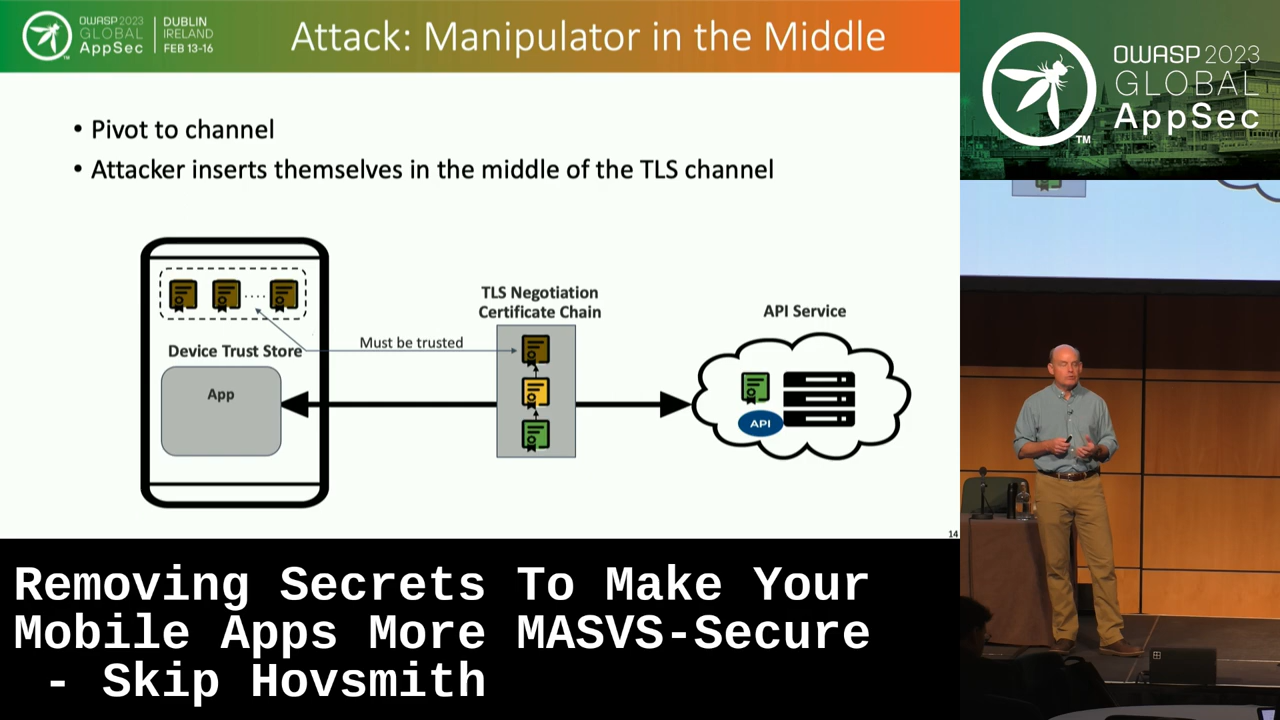 OWASP 2023
GLOBAL
AppSec
TM
DUBLIN
IRELAND
FEB 13-16
Attack: Manipulator in the Middle
• Pivot to channel
• Attacker inserts themselves in the middle of the TLS channel
Device Trust Store
App
Must be trusted
TLS Negotiation
Certificate Chain
API Service
API
14
OWASP 2023
GLOBAL
AppSec
TM
Removing Secrets To Make Your
Mobile Apps More MASVS-Secure
- Skip Hovsmith